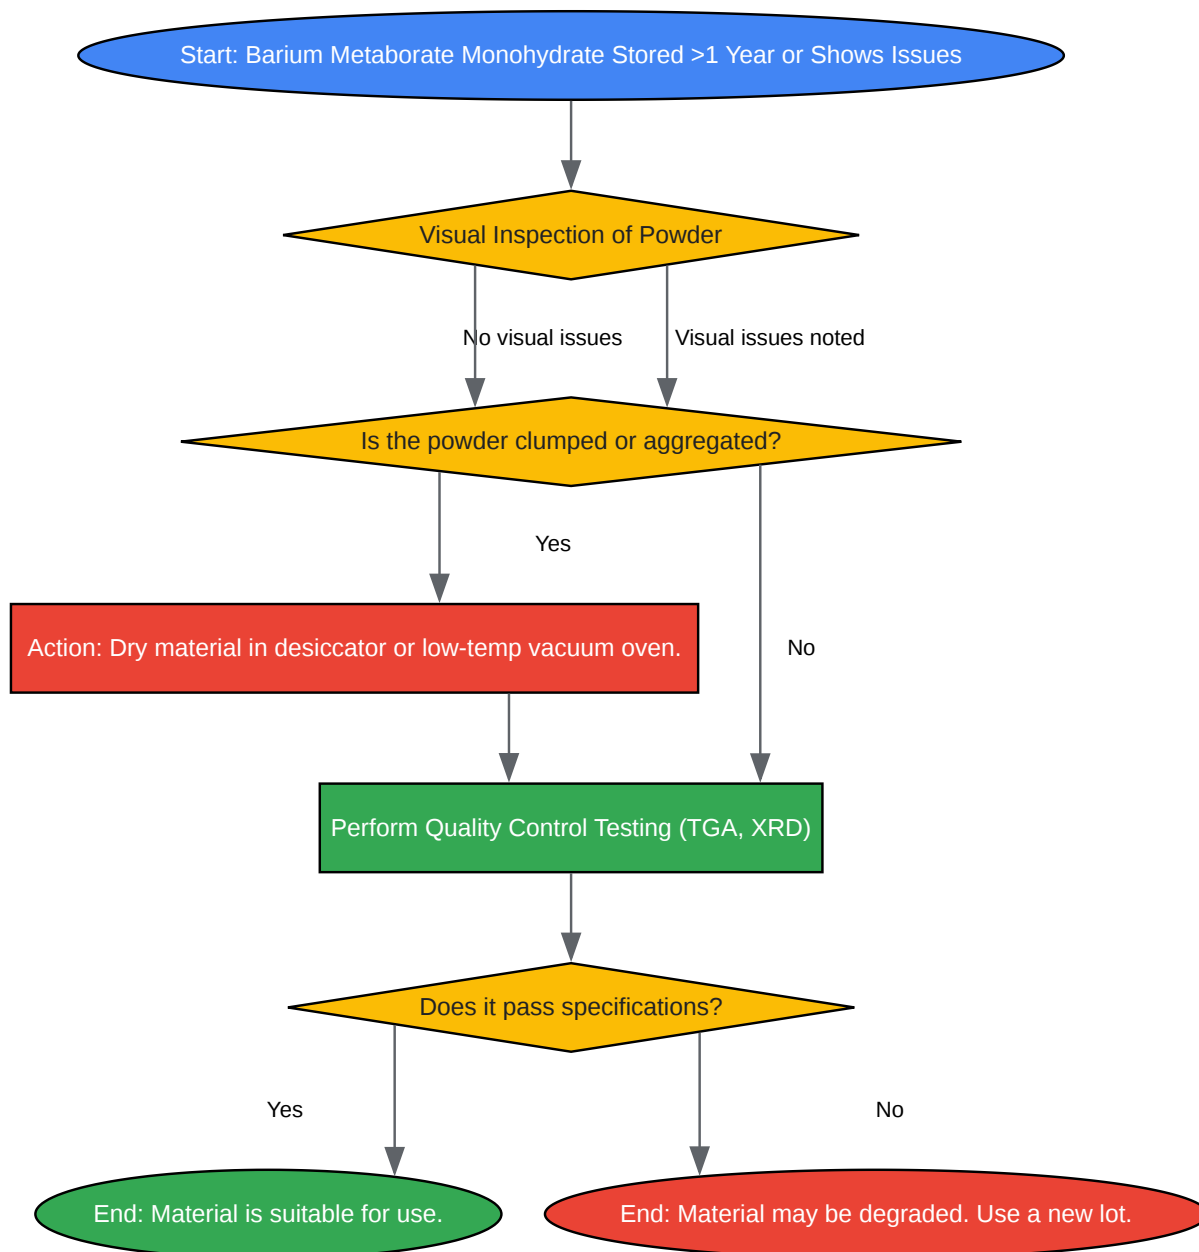 Start: Barium Metaborate Monohydrate Stored >1 Year or Shows Issues
Visual Inspection of Powder
No visual issues
Visual issues noted
Is the powder clumped or aggregated?
Yes
Action: Dry material in desiccator or low-temp vacuum oven.
No
Perform Quality Control Testing (TGA, XRD)
Does it pass specifications?
Yes
No
End: Material is suitable for use.
End: Material may be degraded. Use a new lot.